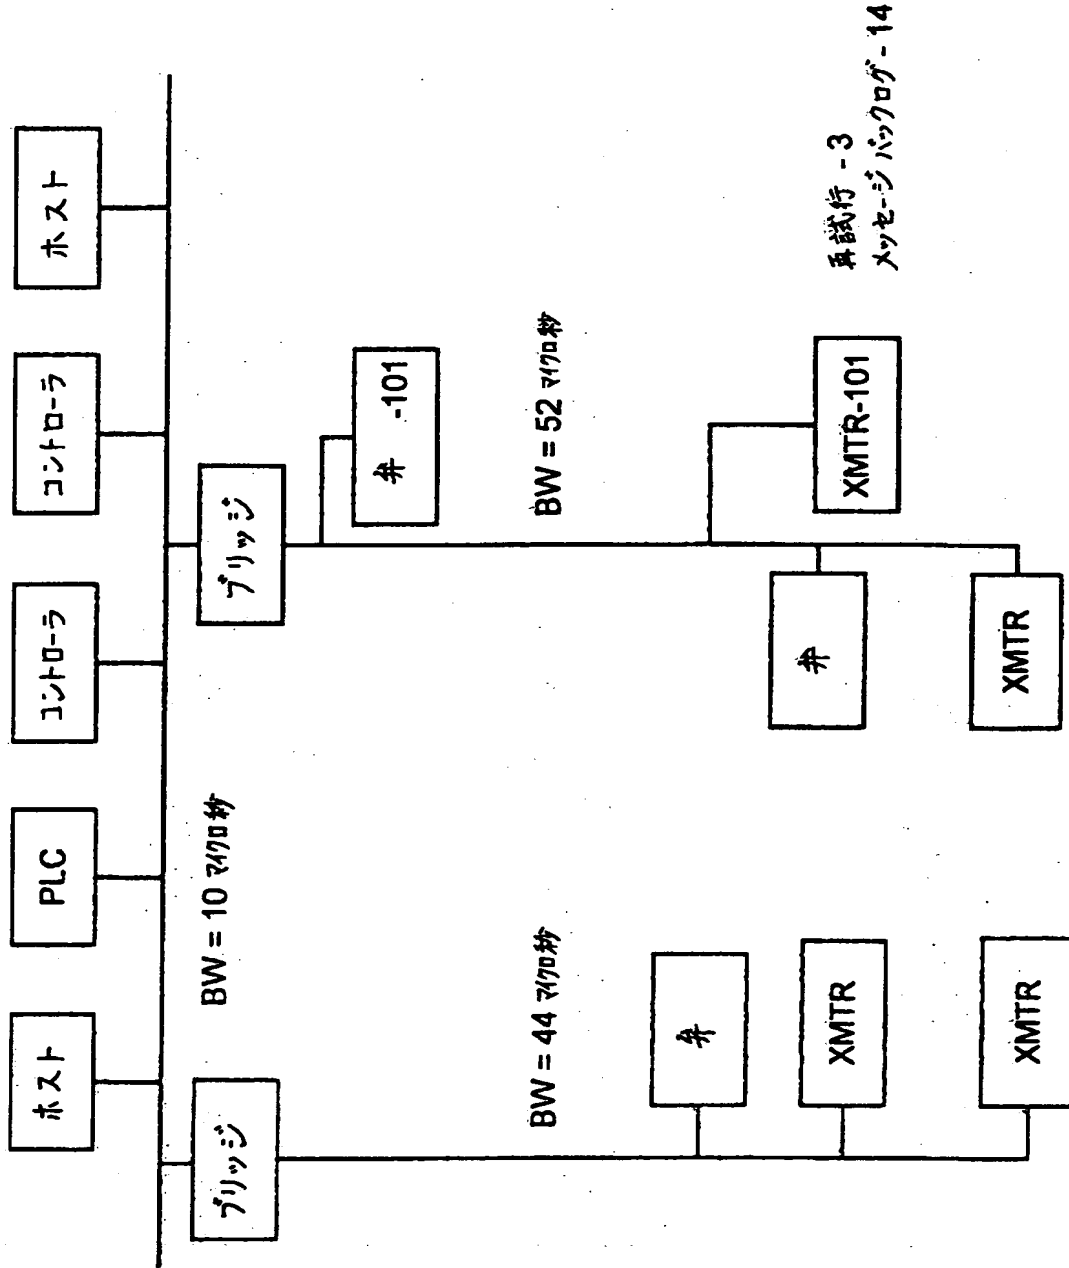 ホスト
PLC
コントローラ
コントローラ
ホスト
ブリッジ
BW = 10 マイクロ秒
ブリッジ
弁 -101
BW = 44 マイクロ秒
BW = 52 マイクロ秒
弁
XMTR
XMTR
弁
XMTR-101
XMTR
再試行 - 3
メッセージ バックログ - 14